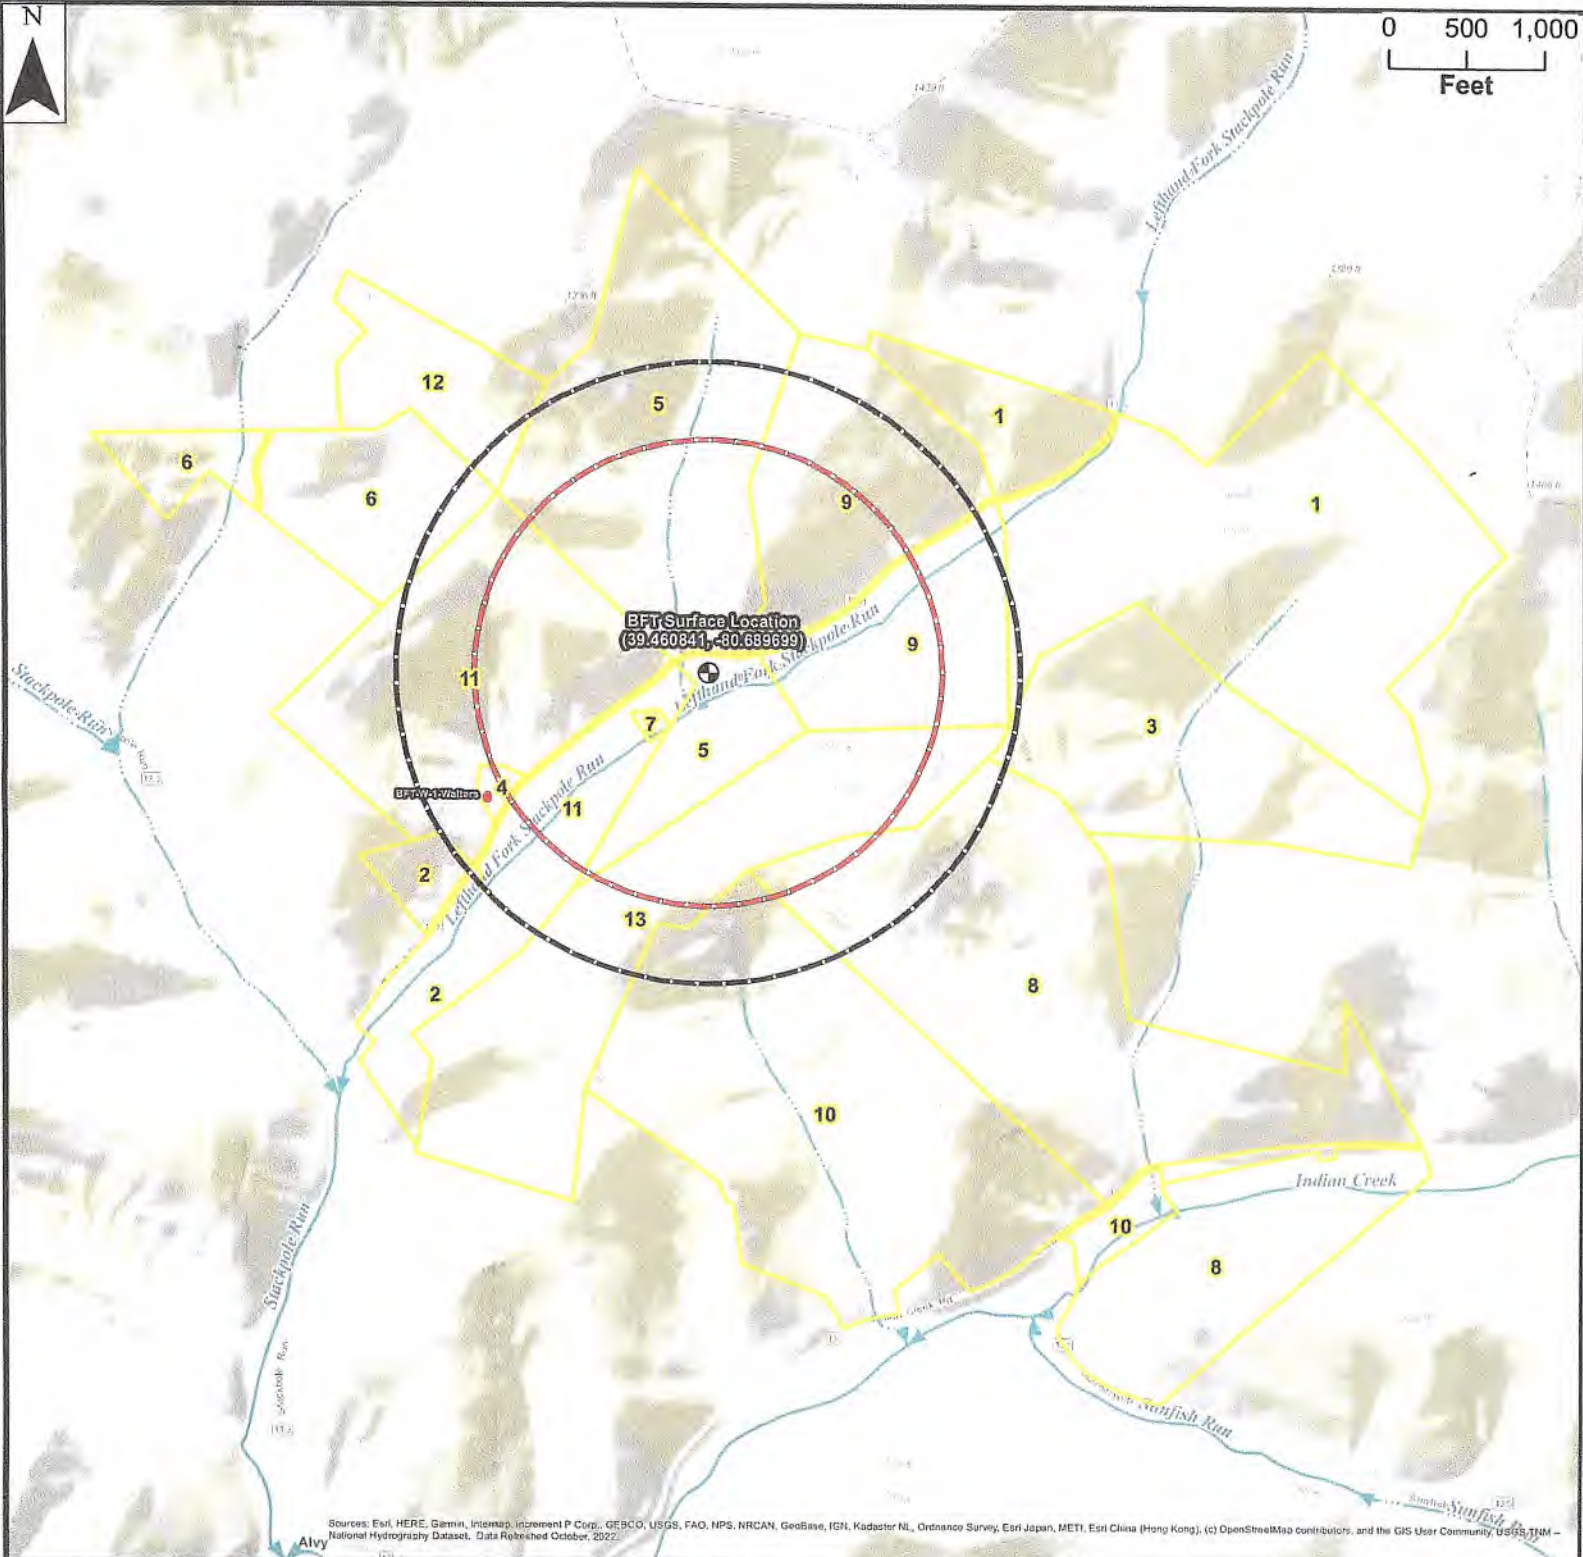 N
0 500 1,000
Feet
1439 ft
Lefthand Fork Stackpole Run
12
5
1
6
6
9
1
BFT Surface Location
(39.460841, -80.689699)
Lefthand Fork Stackpole Run
9
11
Stackpole Run
7
5
3
BFT-W-1-Walters
4
11
Lefthand Fork Stackpole Run
2
13
2
8
10
Indian Creek
10
8
Stackpole Run
Stackpole Run
Sunfish Run
Sunfish Run
Alvy
Sources: Esri, HERE, Garmin, Intermap, increment P Corp., GEBCO, USGS, FAO, NPS, NRCAN, GeoBase, IGN, Kadaster NL, Ordnance Survey, Esri Japan, METI, Esri China (Hong Kong), (c) OpenStreetMap contributors, and the GIS User Community, USGS TNM –
National Hydrography Dataset. Data Refreshed October, 2022.